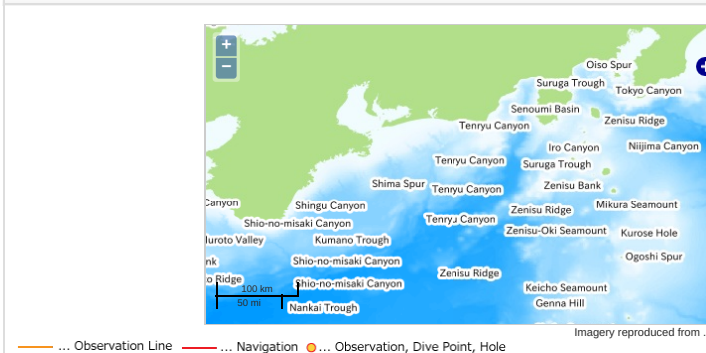 +
−
Oiso Spur
Suruga Trough
Tokyo Canyon
Senoumi Basin
Zenisu Ridge
Tenryu Canyon
Iro Canyon
Niijima Canyon
Tenryu Canyon
Suruga Trough
Shima Spur
Tenryu Canyon
Zenisu Bank
anyon
Shingu Canyon
Zenisu Ridge
Mikura Seamount
Shio-no-misaki Canyon
Tenryu Canyon
Zenisu-Oki Seamount
Kurose Hole
uroto Valley
Kumano Trough
Ogoshi Spur
nk
Shio-no-misaki Canyon
Zenisu Ridge
o Ridge
Shio-no-misaki Canyon
Keicho Seamount
100 km
50 mi
Genna Hill
Nankai Trough
Imagery reproduced from .
... Observation Line ... Navigation ... Observation, Dive Point, Hole